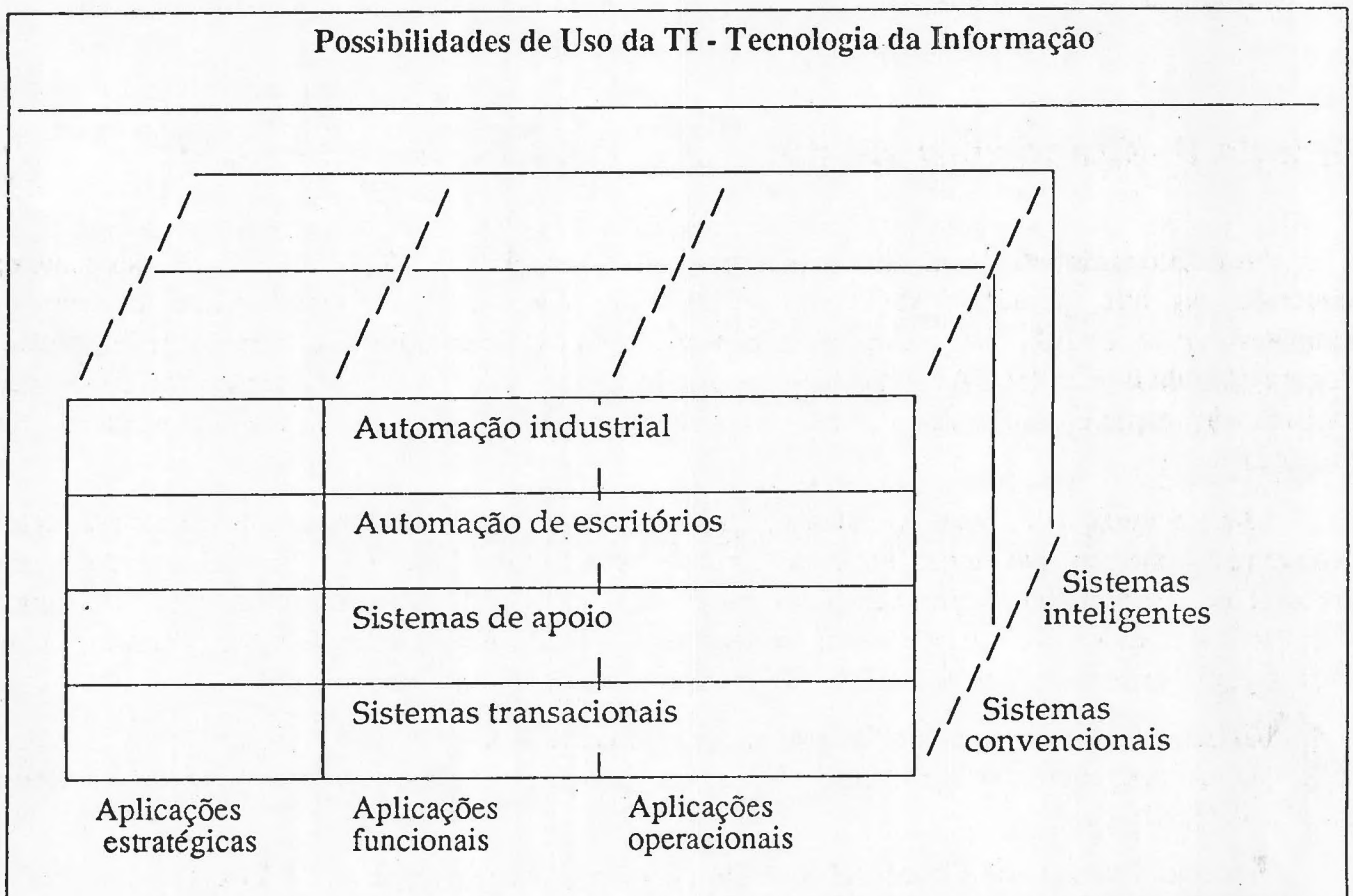 Possibilidades de Uso da TI - Tecnologia da Informação
Automação industrial
Automação de escritórios
Sistemas de apoio
Sistemas transacionais
Sistemas
inteligentes
Sistemas
convencionais
Aplicações
estratégicas
Aplicações
funcionais
Aplicações
operacionais